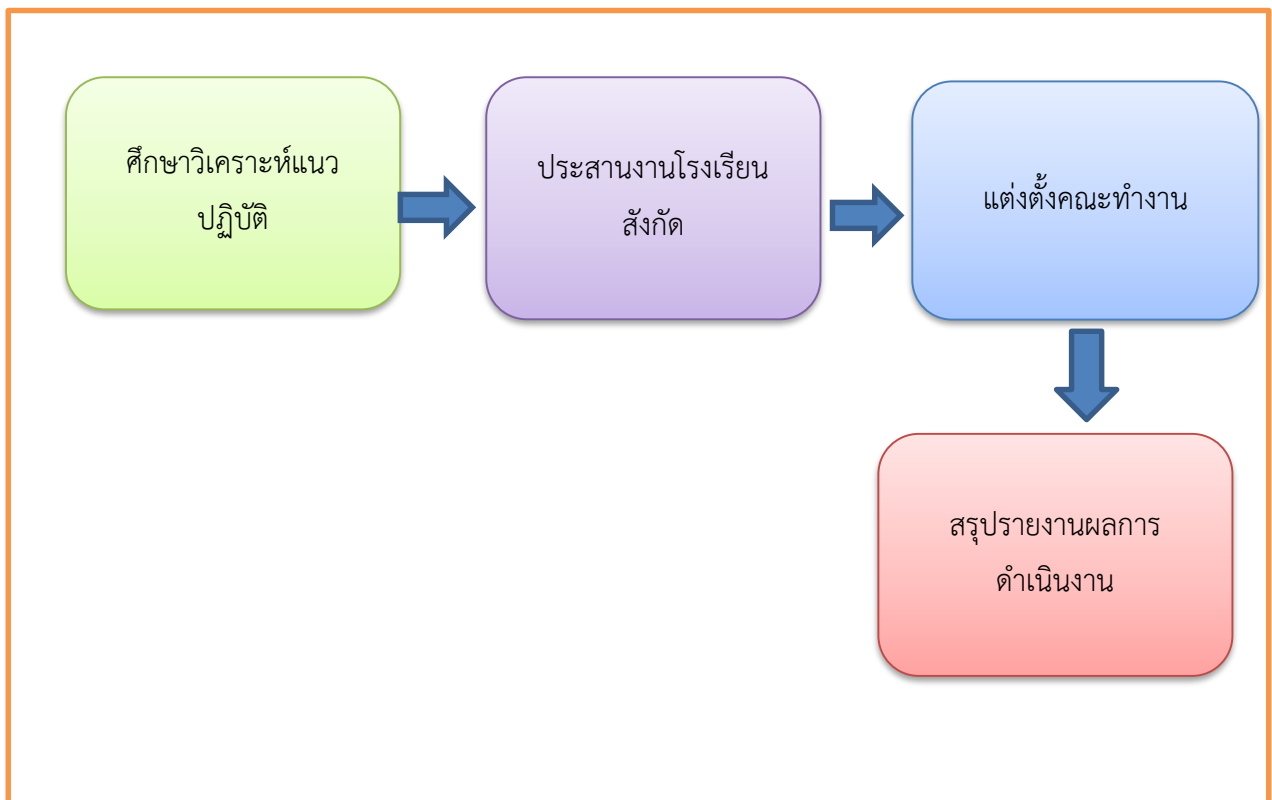 ศึกษาวิเคราะห์แนว
ปฏิบัติ
ประสานงานโรงเรียน
สังกัด
แต่งตั้งคณะทำงาน
สรุปรายงานผลการ
ดำเนินงาน